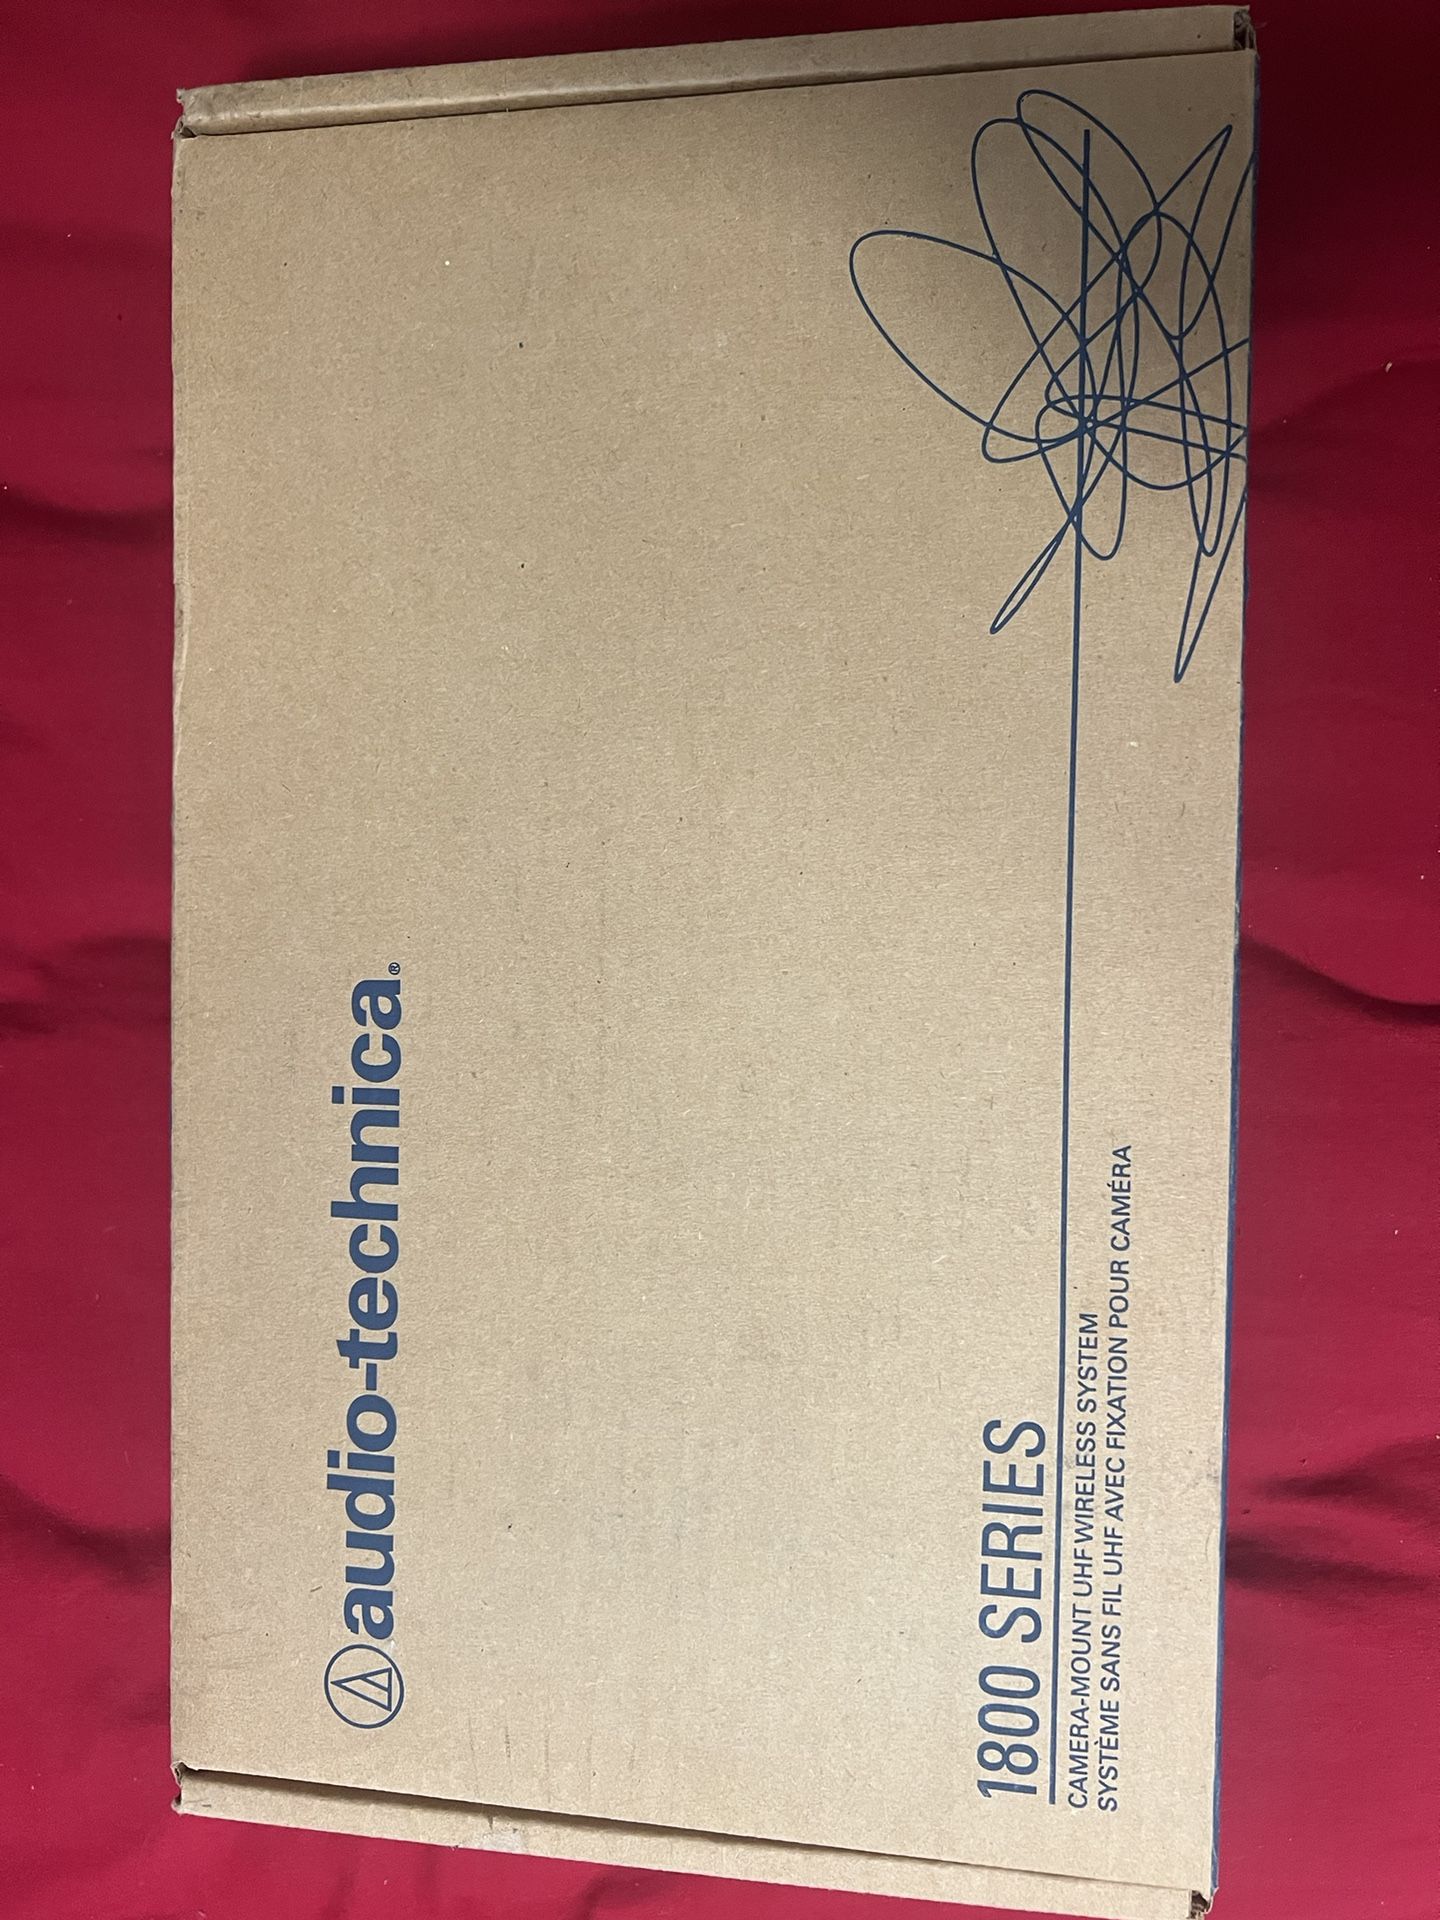 audio-technica®
1800 SERIES
CAMERA-MOUNT UHF WIRELESS SYSTEM
SYSTÈME SANS FIL UHF AVEC FIXATION POUR CAMÉRA